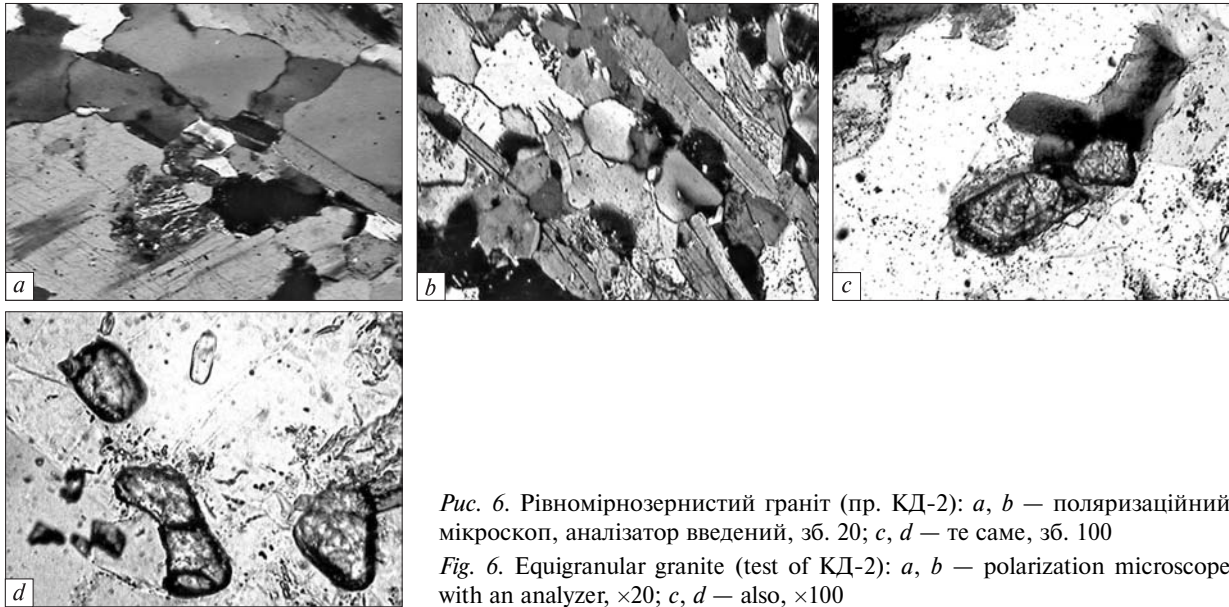 a
b
c
d
Рис. 6. Рівномірнозернистий граніт (пр. КД-2): a, b — поляризаційний
мікроскоп, аналізатор введений, зб. 20; c, d — те саме, зб. 100
Fig. 6. Equigranular granite (test of КД-2): a, b — polarization microscope
with an analyzer, ×20; c, d — also, ×100